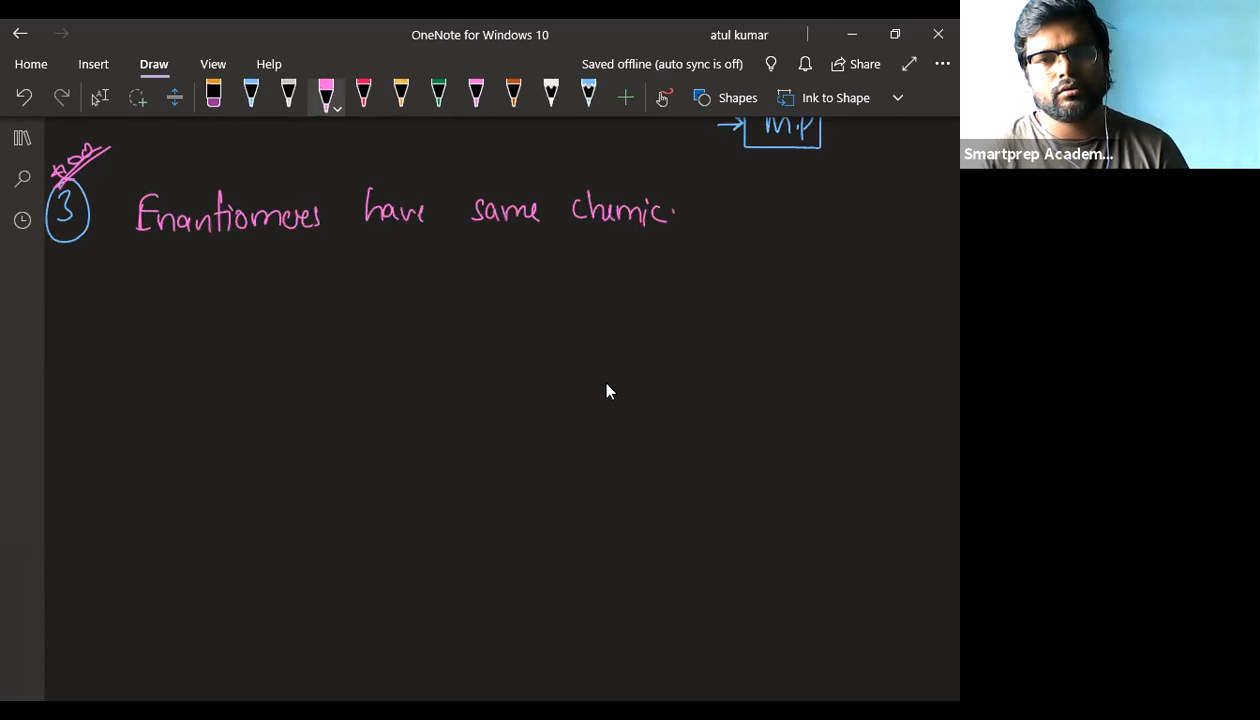 OneNote for Windows 10
atul kumar
Home Insert Draw View Help
Saved offline (auto sync is off)
Share
Shapes
Ink to Shape
Smartprep Academ...
→ M.P
3 Enantiomers have same chemic